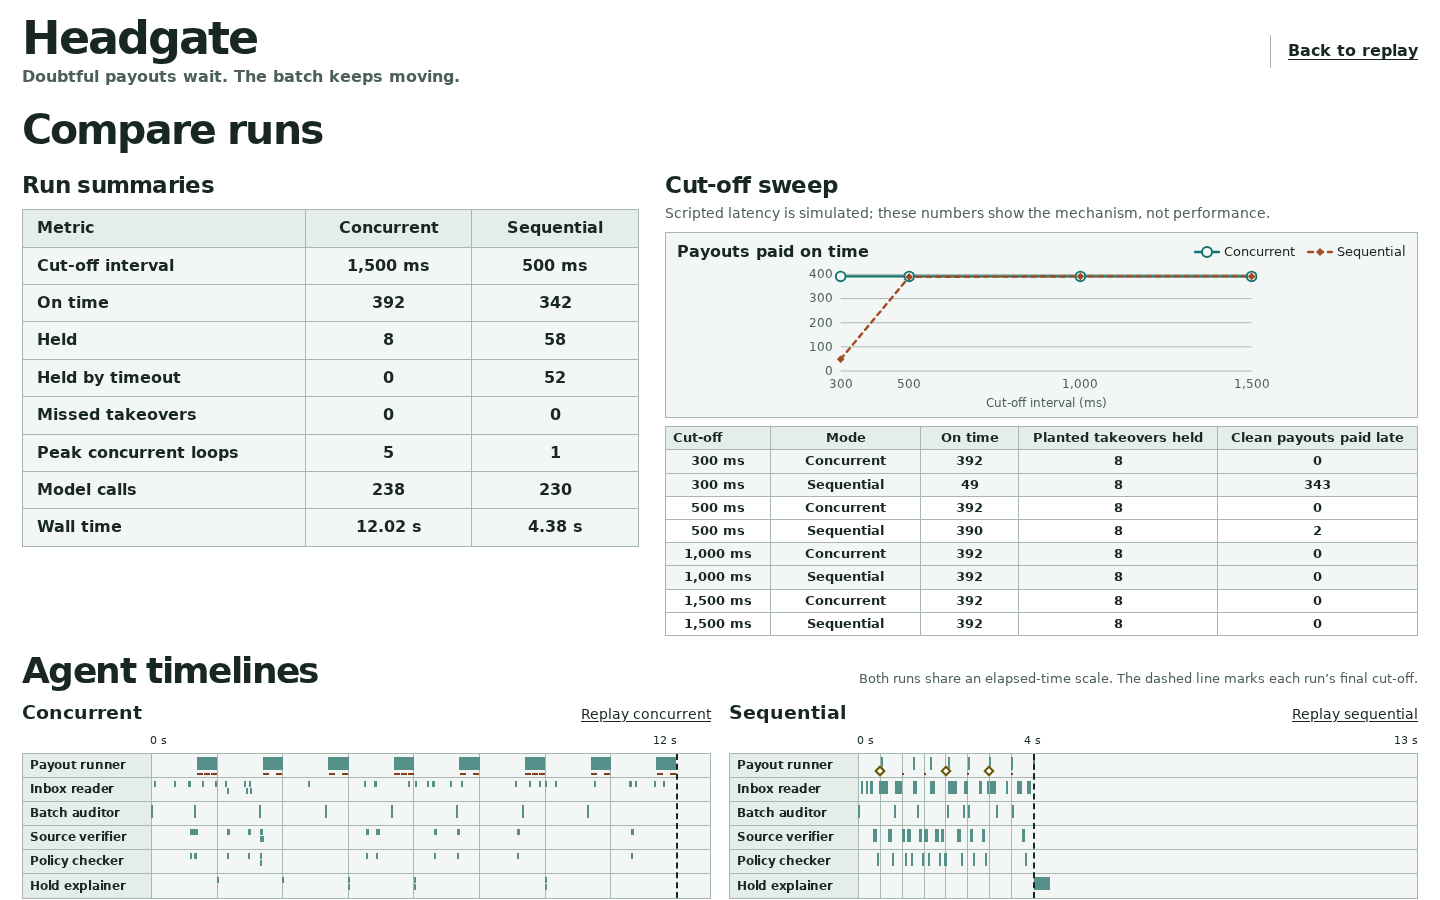 Headgate
Doubtful payouts wait. The batch keeps moving.
Back to replay
Compare runs
Run summaries
Metric Concurrent Sequential
Cut-off interval 1,500 ms 500 ms
On time 392 342
Held 8 58
Held by timeout 0 52
Missed takeovers 0 0
Peak concurrent loops 5 1
Model calls 238 230
Wall time 12.02 s 4.38 s
Cut-off sweep
Scripted latency is simulated; these numbers show the mechanism, not performance.
Payouts paid on time
Concurrent Sequential
400
300
200
100
0
300 500 1,000 1,500
Cut-off interval (ms)
Cut-off Mode On time Planted takeovers held Clean payouts paid late
300 ms Concurrent 392 8 0
300 ms Sequential 49 8 343
500 ms Concurrent 392 8 0
500 ms Sequential 390 8 2
1,000 ms Concurrent 392 8 0
1,000 ms Sequential 392 8 0
1,500 ms Concurrent 392 8 0
1,500 ms Sequential 392 8 0
Agent timelines
Both runs share an elapsed-time scale. The dashed line marks each run’s final cut-off.
Concurrent
Replay concurrent
0 s 12 s
Payout runner
Inbox reader
Batch auditor
Source verifier
Policy checker
Hold explainer
Sequential
Replay sequential
0 s 4 s 13 s
Payout runner
Inbox reader
Batch auditor
Source verifier
Policy checker
Hold explainer